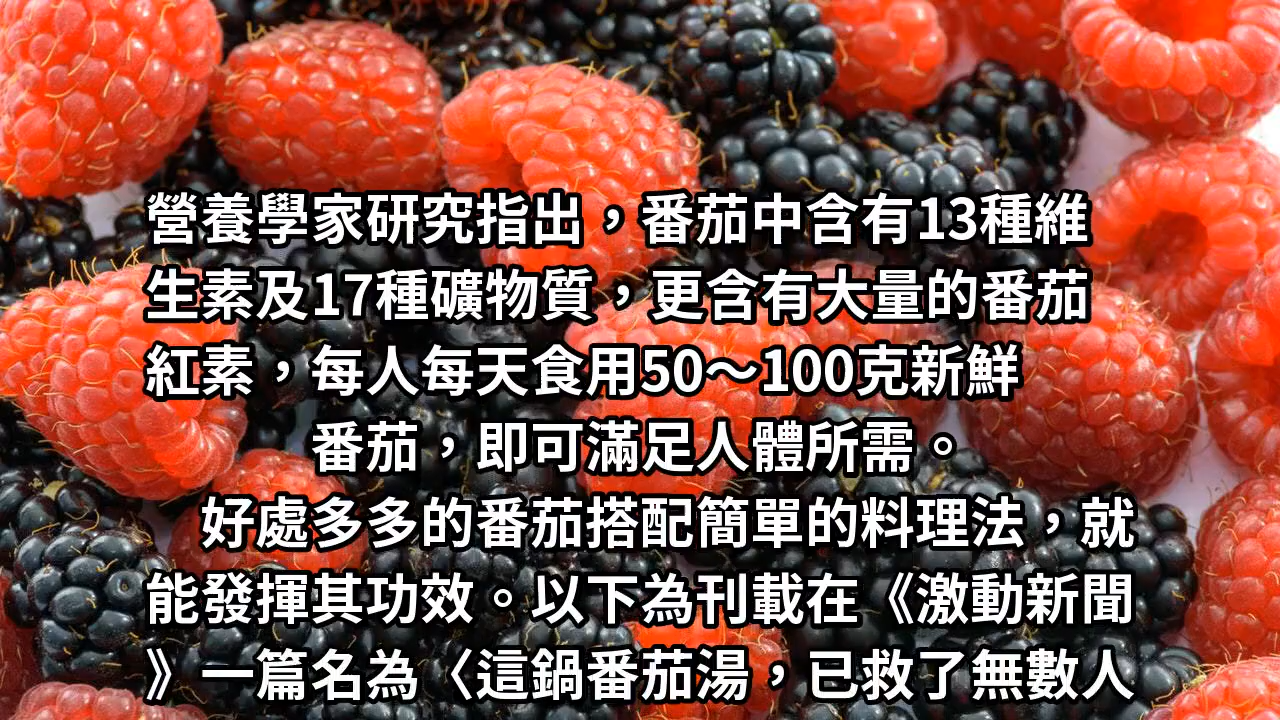 營養學家研究指出，番茄中含有13種維
生素及17種礦物質，更含有大量的番茄
紅素，每人每天食用50～100克新鮮
番茄，即可滿足人體所需。
好處多多的番茄搭配簡單的料理法，就
能發揮其功效。以下為刊載在《激動新聞
》一篇名為〈這鍋番茄湯，已救了無數人